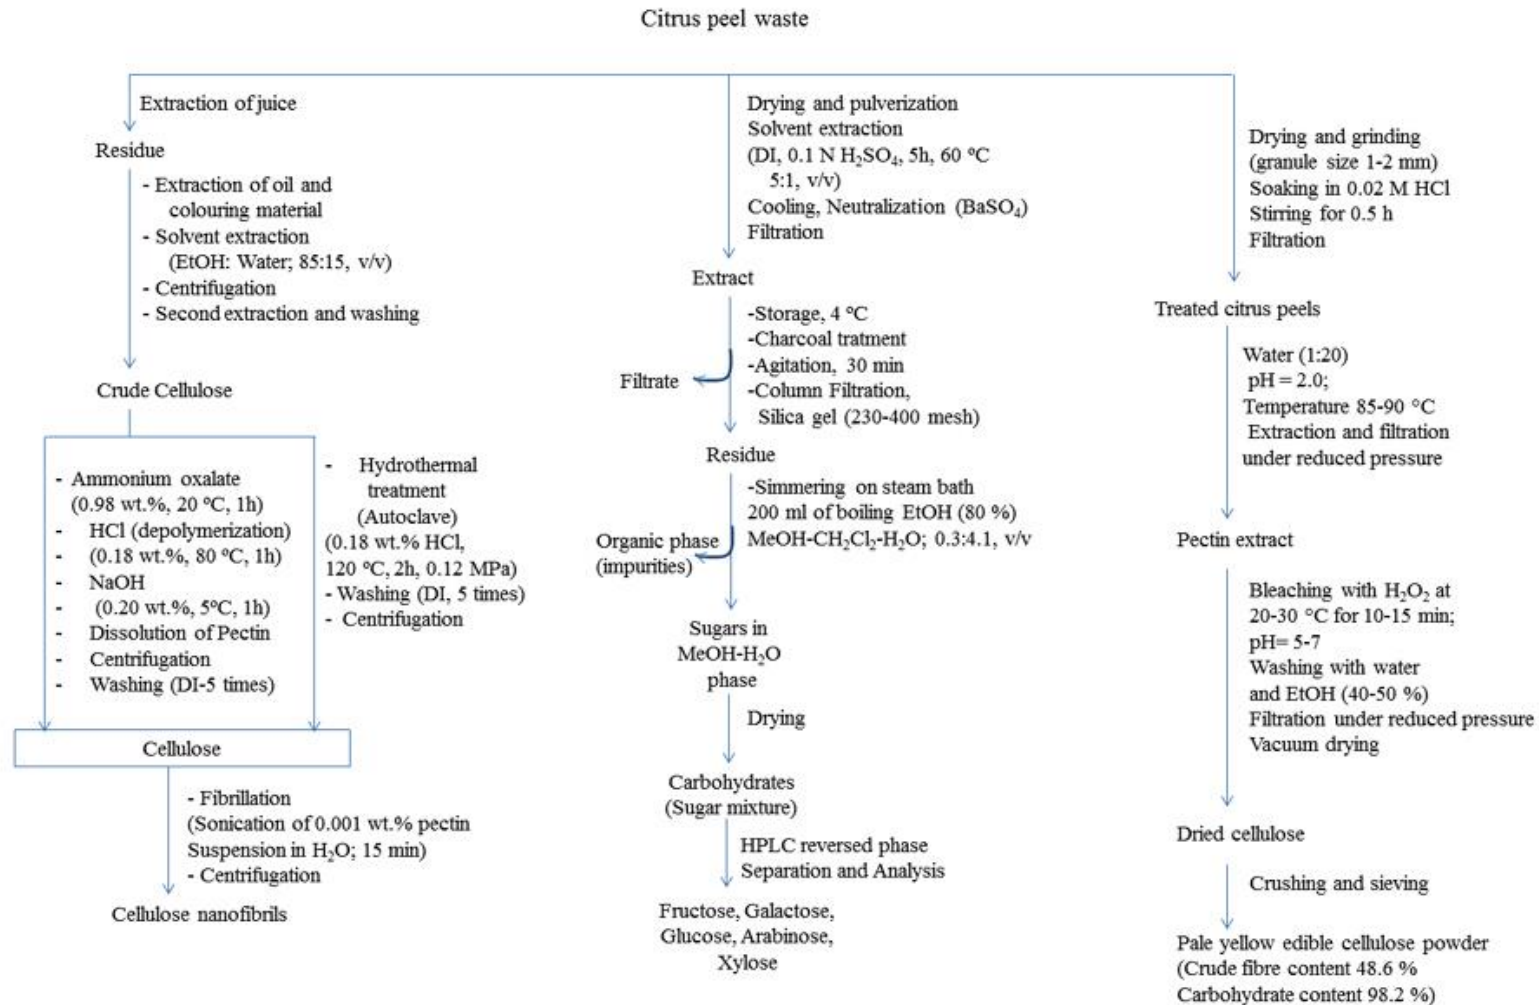 Citrus peel waste
Extraction of juice
Residue
- Extraction of oil and
colouring material
- Solvent extraction
(EtOH: Water; 85:15, v/v)
- Centrifugation
- Second extraction and washing
Crude Cellulose
- Ammonium oxalate
(0.98 wt.%, 20 °C, 1h)
- HCl (depolymerization)
- (0.18 wt.%, 80 °C, 1h)
- NaOH
- (0.20 wt.%, 5°C, 1h)
- Dissolution of Pectin
- Centrifugation
- Washing (DI-5 times)
- Hydrothermal
treatment
(Autoclave)
(0.18 wt.% HCl,
120 °C, 2h, 0.12 MPa)
- Washing (DI, 5 times)
- Centrifugation
Cellulose
- Fibrillation
(Sonication of 0.001 wt.% pectin
Suspension in H₂O; 15 min)
- Centrifugation
Cellulose nanofibrils
Drying and pulverization
Solvent extraction
(DI, 0.1 N H₂SO₄, 5h, 60 °C
5:1, v/v)
Cooling, Neutralization (BaSO₄)
Filtration
Extract
-Storage, 4 °C
-Charcoal tratment
-Agitation, 30 min
-Column Filtration,
Silica gel (230-400 mesh)
Filtrate
Residue
-Simmering on steam bath
200 ml of boiling EtOH (80 %)
MeOH-CH₂Cl₂-H₂O; 0.3:4.1, v/v
Organic phase
(impurities)
Sugars in
MeOH-H₂O
phase
Drying
Carbohydrates
(Sugar mixture)
HPLC reversed phase
Separation and Analysis
Fructose, Galactose,
Glucose, Arabinose,
Xylose
Drying and grinding
(granule size 1-2 mm)
Soaking in 0.02 M HCl
Stirring for 0.5 h
Filtration
Treated citrus peels
Water (1:20)
pH = 2.0;
Temperature 85-90 °C
Extraction and filtration
under reduced pressure
Pectin extract
Bleaching with H₂O₂ at
20-30 °C for 10-15 min;
pH= 5-7
Washing with water
and EtOH (40-50 %)
Filtration under reduced pressure
Vacuum drying
Dried cellulose
Crushing and sieving
Pale yellow edible cellulose powder
(Crude fibre content 48.6 %
Carbohydrate content 98.2 %)